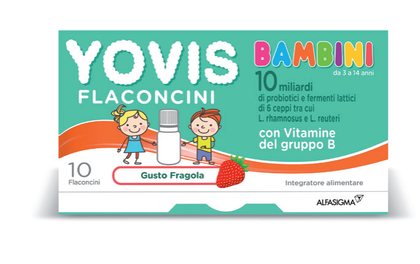 YOVIS
FLACONCINI
BAMBINI
da 3 a 14 anni
10 miliardi
di probiotici e fermenti lattici
di 6 ceppi tra cui
L. rhamnosus e L. reuteri
con Vitamine
del gruppo B
10
Flaconcini
Gusto Fragola
Integratore alimentare
ALFASIGMA